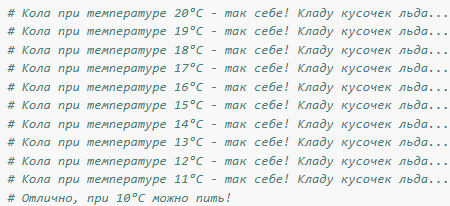 # Кола при температуре 20°C - так себе! Кладу кусочек льда...
# Кола при температуре 19°C - так себе! Кладу кусочек льда...
# Кола при температуре 18°C - так себе! Кладу кусочек льда...
# Кола при температуре 17°C - так себе! Кладу кусочек льда...
# Кола при температуре 16°C - так себе! Кладу кусочек льда...
# Кола при температуре 15°C - так себе! Кладу кусочек льда...
# Кола при температуре 14°C - так себе! Кладу кусочек льда...
# Кола при температуре 13°C - так себе! Кладу кусочек льда...
# Кола при температуре 12°C - так себе! Кладу кусочек льда...
# Кола при температуре 11°C - так себе! Кладу кусочек льда...
# Отлично, при 10°C можно пить!